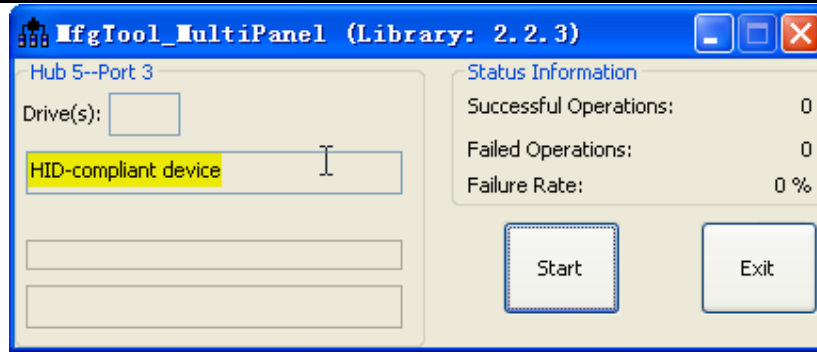 MfgTool_MultiPanel (Library: 2.2.3)
Hub 5--Port 3
Drive(s):
HID-compliant device
Status Information
Successful Operations: 0
Failed Operations: 0
Failure Rate: 0 %
Start
Exit